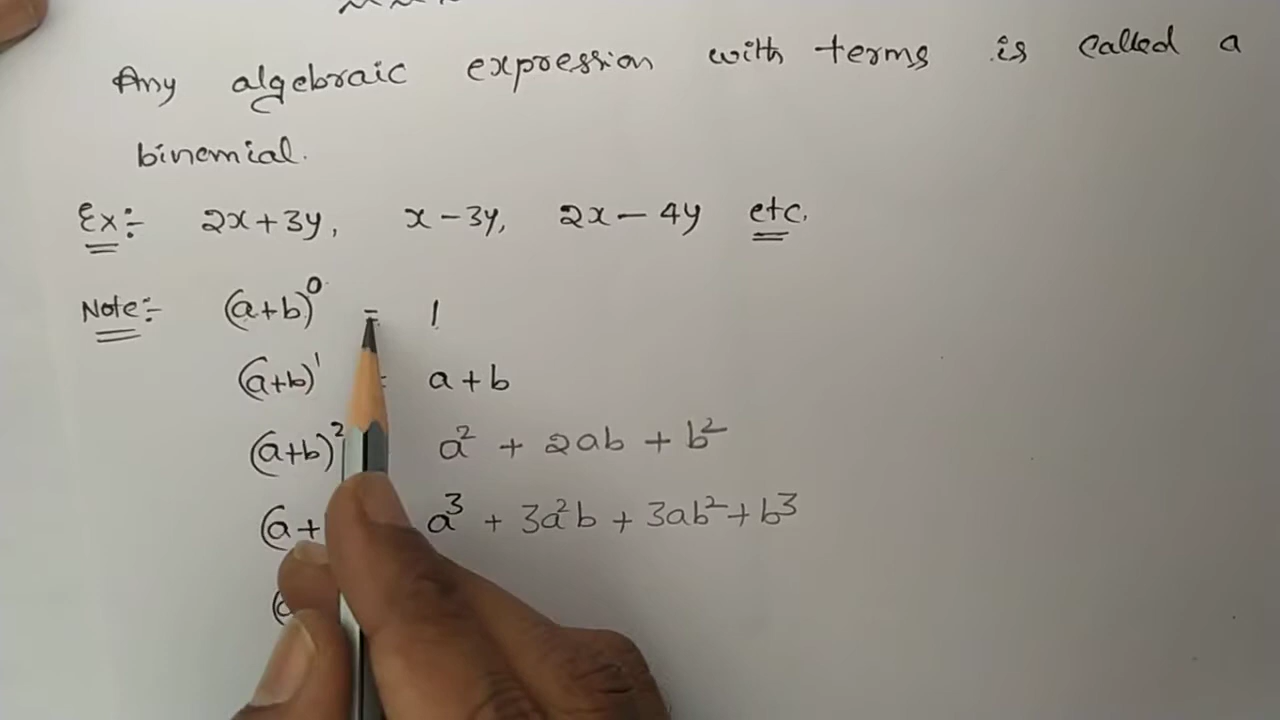 Any algebraic expression with terms is called a
binomial.
Ex:- 2x+3y, x-3y, 2x-4y etc.
Note:- (a+b)⁰ = 1
(a+b)¹ = a+b
(a+b)² a² + 2ab + b²
(a+ a³ + 3a²b + 3ab² + b³
(a